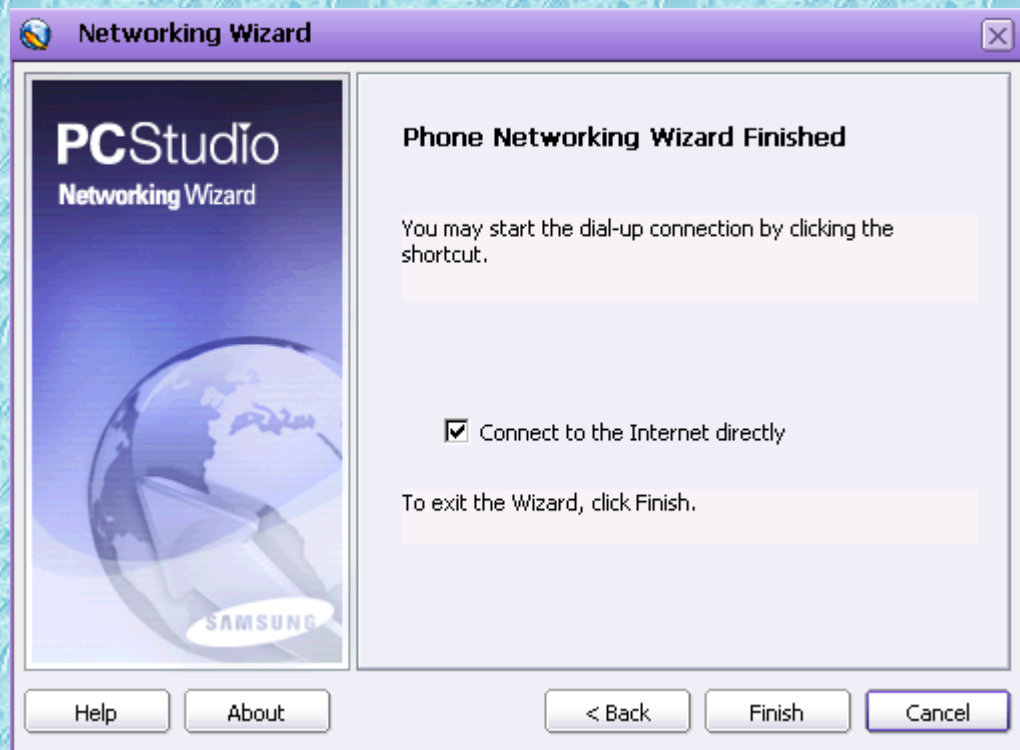 Networking Wizard
PCStudio
Networking Wizard
SAMSUNG
Phone Networking Wizard Finished
You may start the dial-up connection by clicking the
shortcut.
Connect to the Internet directly
To exit the Wizard, click Finish.
Help
About
< Back
Finish
Cancel